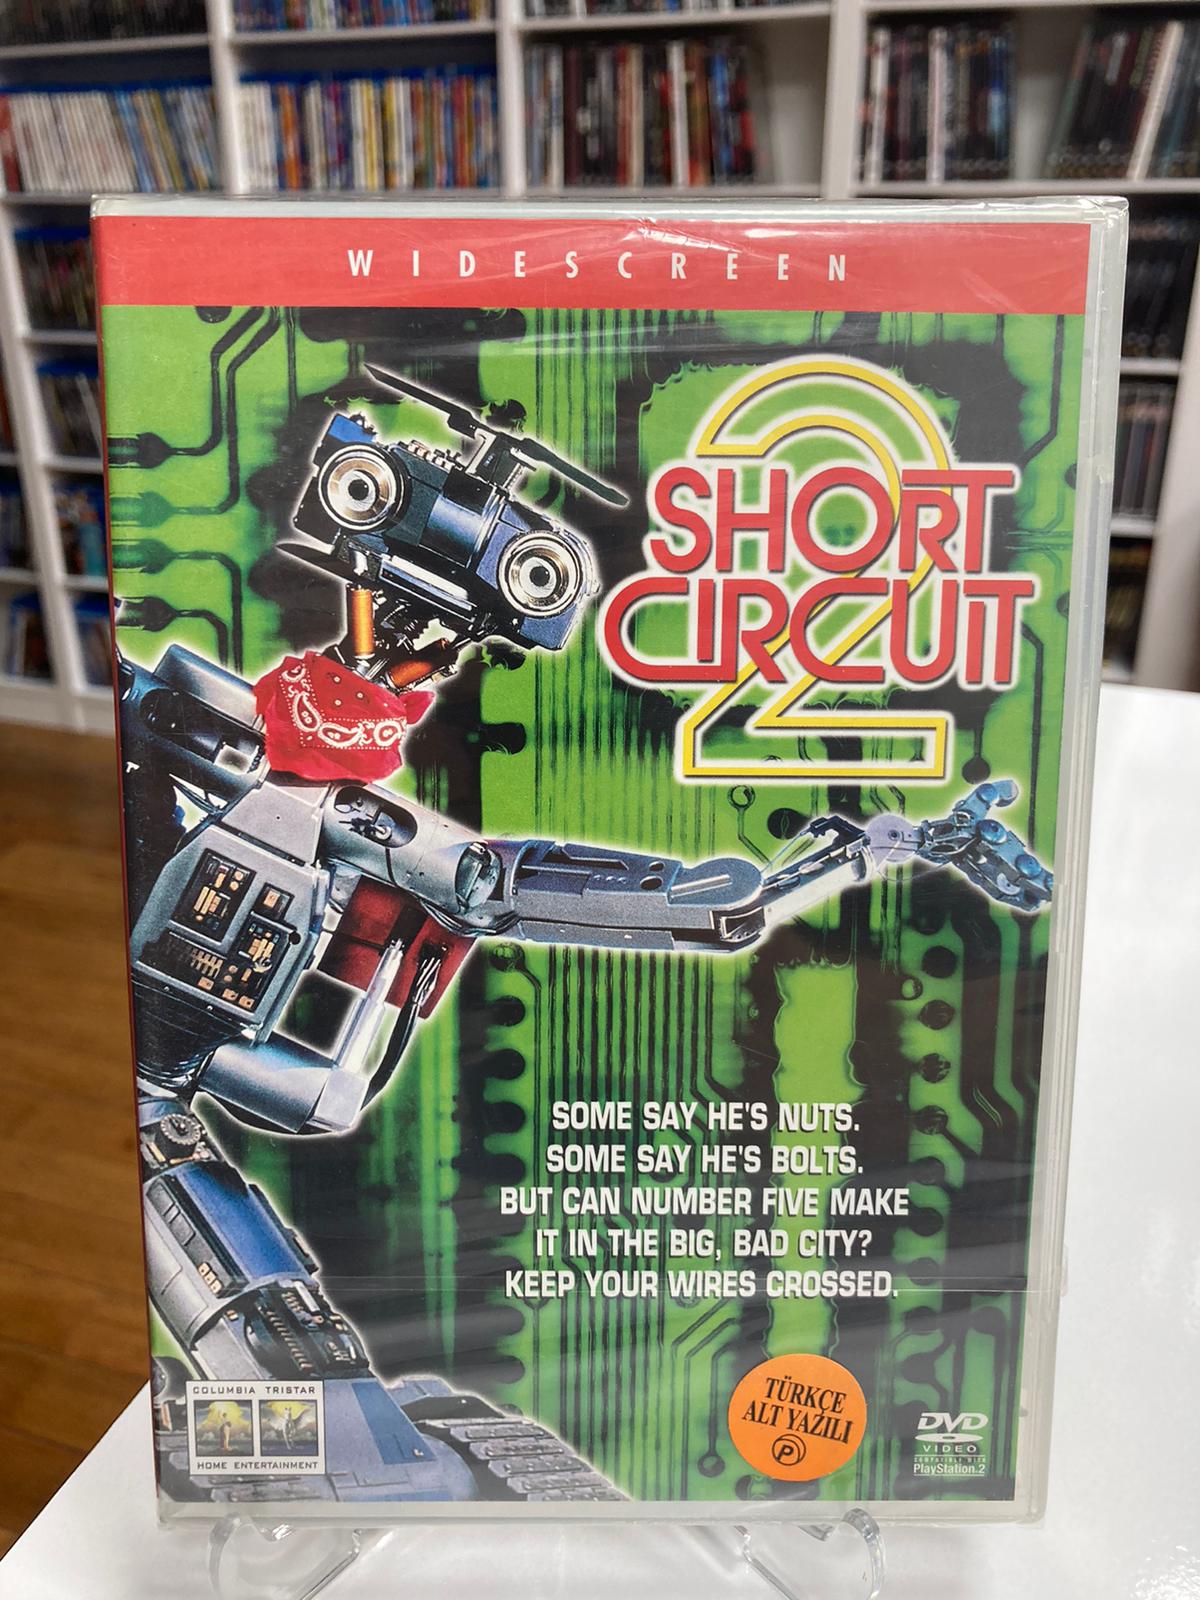 WIDESCREEN
2
SHORT
CIRCUIT
SOME SAY HE'S NUTS.
SOME SAY HE'S BOLTS.
BUT CAN NUMBER FIVE MAKE
IT IN THE BIG, BAD CITY?
KEEP YOUR WIRES CROSSED.
COLUMBIA TRISTAR
HOME ENTERTAINMENT
TÜRKÇE
ALT YAZILI
P
DVD
VIDEO
COMPATIBLE WITH
PlayStation.2